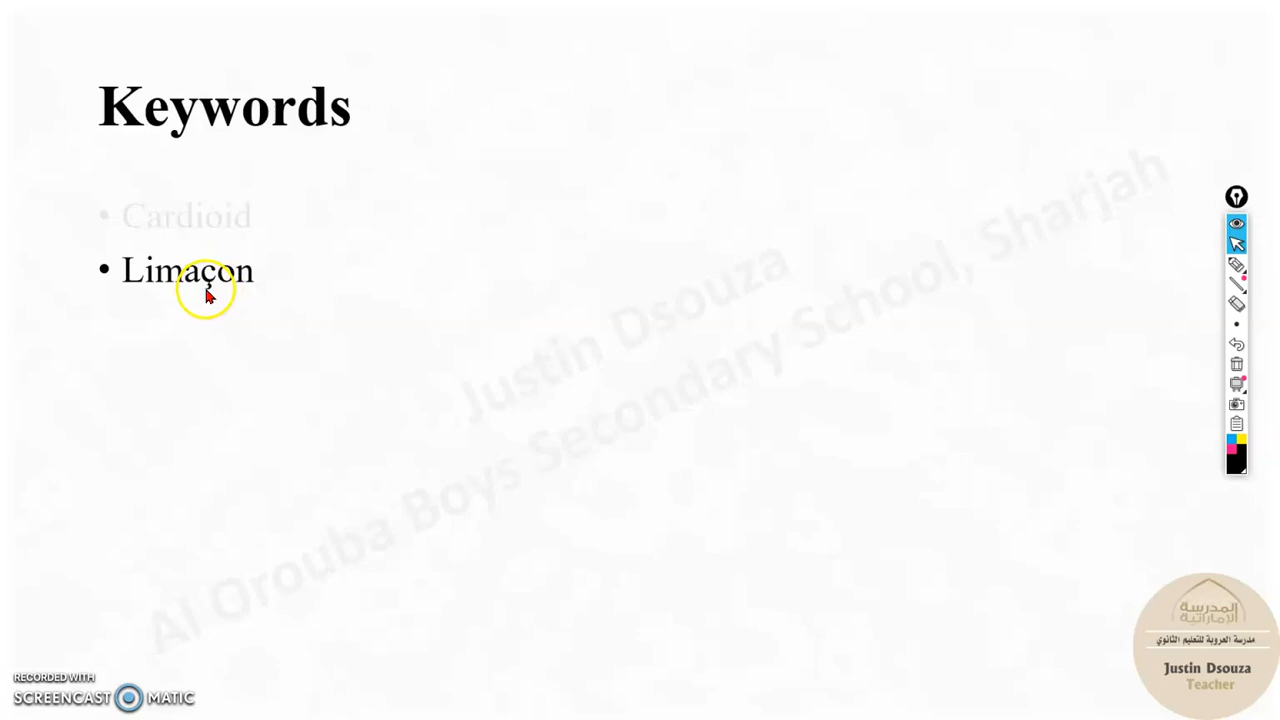 Keywords
• Cardioid
• Limaçon
Justin Dsouza
Al Orouba Boys Secondary School, Sharjah
المدرسة
الإماراتية
مدرسة العروبة للتعليم الثانوي
Justin Dsouza
Teacher
RECORDED WITH
SCREENCAST MATIC